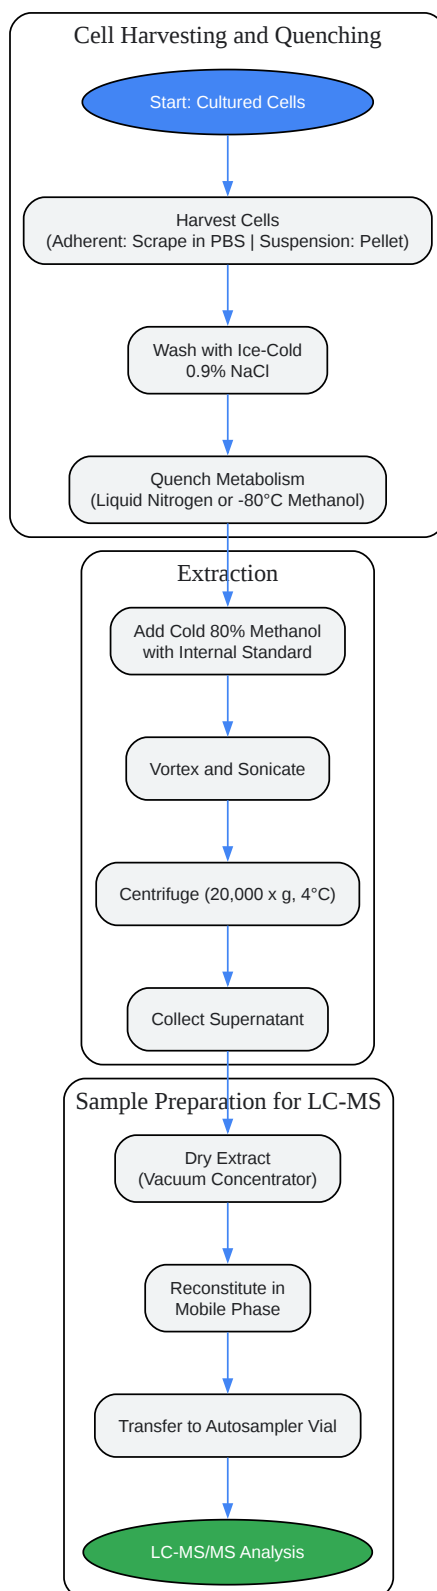 Cell Harvesting and Quenching
Start: Cultured Cells
Harvest Cells
(Adherent: Scrape in PBS | Suspension: Pellet)
Wash with Ice-Cold
0.9% NaCl
Quench Metabolism
(Liquid Nitrogen or -80°C Methanol)
Extraction
Add Cold 80% Methanol
with Internal Standard
Vortex and Sonicate
Centrifuge (20,000 x g, 4°C)
Collect Supernatant
Sample Preparation for LC-MS
Dry Extract
(Vacuum Concentrator)
Reconstitute in
Mobile Phase
Transfer to Autosampler Vial
LC-MS/MS Analysis